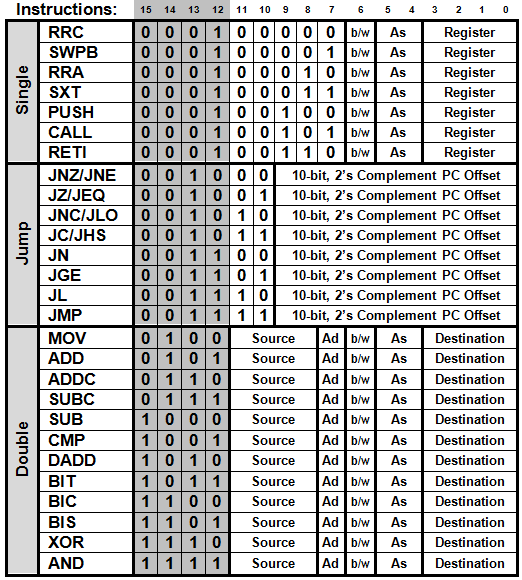 Instructions: 15 14 13 12 11 10 9 8 7 6 5 4 3 2 1 0
Single
RRC 0 0 0 1 0 0 0 0 0 b/w As Register
SWPB 0 0 0 1 0 0 0 0 1 b/w As Register
RRA 0 0 0 1 0 0 0 1 0 b/w As Register
SXT 0 0 0 1 0 0 0 1 1 b/w As Register
PUSH 0 0 0 1 0 0 1 0 0 b/w As Register
CALL 0 0 0 1 0 0 1 0 1 b/w As Register
RETI 0 0 0 1 0 0 1 1 0 b/w As Register
Jump
JNZ/JNE 0 0 1 0 0 0 10-bit, 2's Complement PC Offset
JZ/JEQ 0 0 1 0 0 1 10-bit, 2's Complement PC Offset
JNC/JLO 0 0 1 0 1 0 10-bit, 2's Complement PC Offset
JC/JHS 0 0 1 0 1 1 10-bit, 2's Complement PC Offset
JN 0 0 1 1 0 0 10-bit, 2's Complement PC Offset
JGE 0 0 1 1 0 1 10-bit, 2's Complement PC Offset
JL 0 0 1 1 1 0 10-bit, 2's Complement PC Offset
JMP 0 0 1 1 1 1 10-bit, 2's Complement PC Offset
Double
MOV 0 1 0 0 Source Ad b/w As Destination
ADD 0 1 0 1 Source Ad b/w As Destination
ADDC 0 1 1 0 Source Ad b/w As Destination
SUBC 0 1 1 1 Source Ad b/w As Destination
SUB 1 0 0 0 Source Ad b/w As Destination
CMP 1 0 0 1 Source Ad b/w As Destination
DADD 1 0 1 0 Source Ad b/w As Destination
BIT 1 0 1 1 Source Ad b/w As Destination
BIC 1 1 0 0 Source Ad b/w As Destination
BIS 1 1 0 1 Source Ad b/w As Destination
XOR 1 1 1 0 Source Ad b/w As Destination
AND 1 1 1 1 Source Ad b/w As Destination